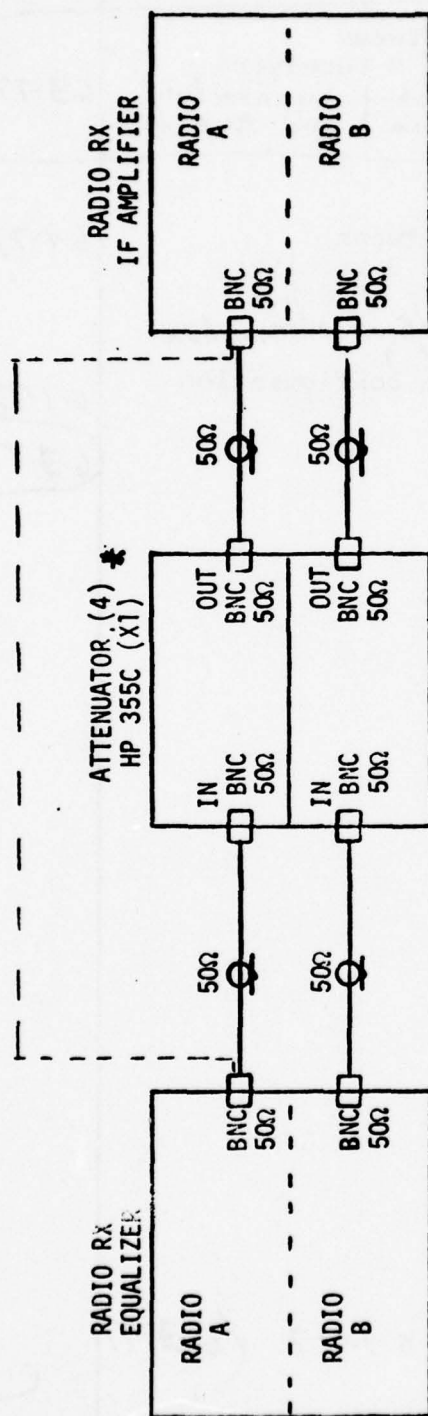 RADIO RX
EQUALIZER
RADIO
A
RADIO
B
BNC
50Ω
BNC
50Ω
50Ω
50Ω
ATTENUATOR (4) *
HP 355C (X1)
IN
BNC
50Ω
IN
BNC
50Ω
OUT
BNC
50Ω
OUT
BNC
50Ω
50Ω
50Ω
RADIO RX
IF AMPLIFIER
BNC
50Ω
BNC
50Ω
RADIO
A
RADIO
B